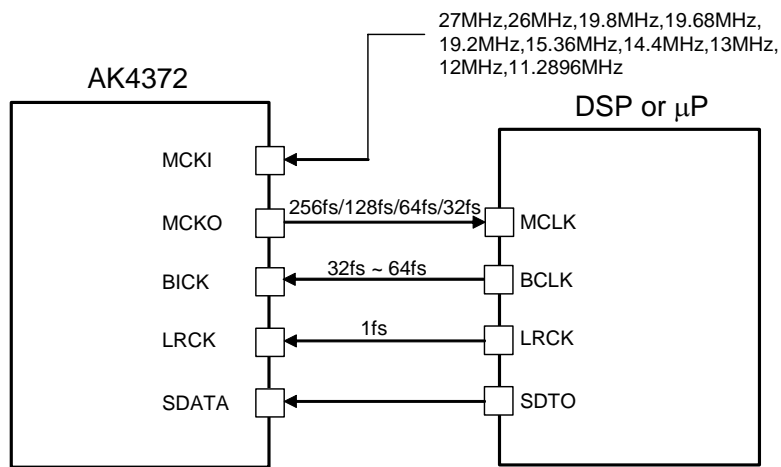 27MHz,26MHz,19.8MHz,19.68MHz,
19.2MHz,15.36MHz,14.4MHz,13MHz,
12MHz,11.2896MHz
AK4372
DSP or μP
MCKI
MCKO
256fs/128fs/64fs/32fs
MCLK
BICK
32fs ~ 64fs
BCLK
LRCK
1fs
LRCK
SDATA
SDTO